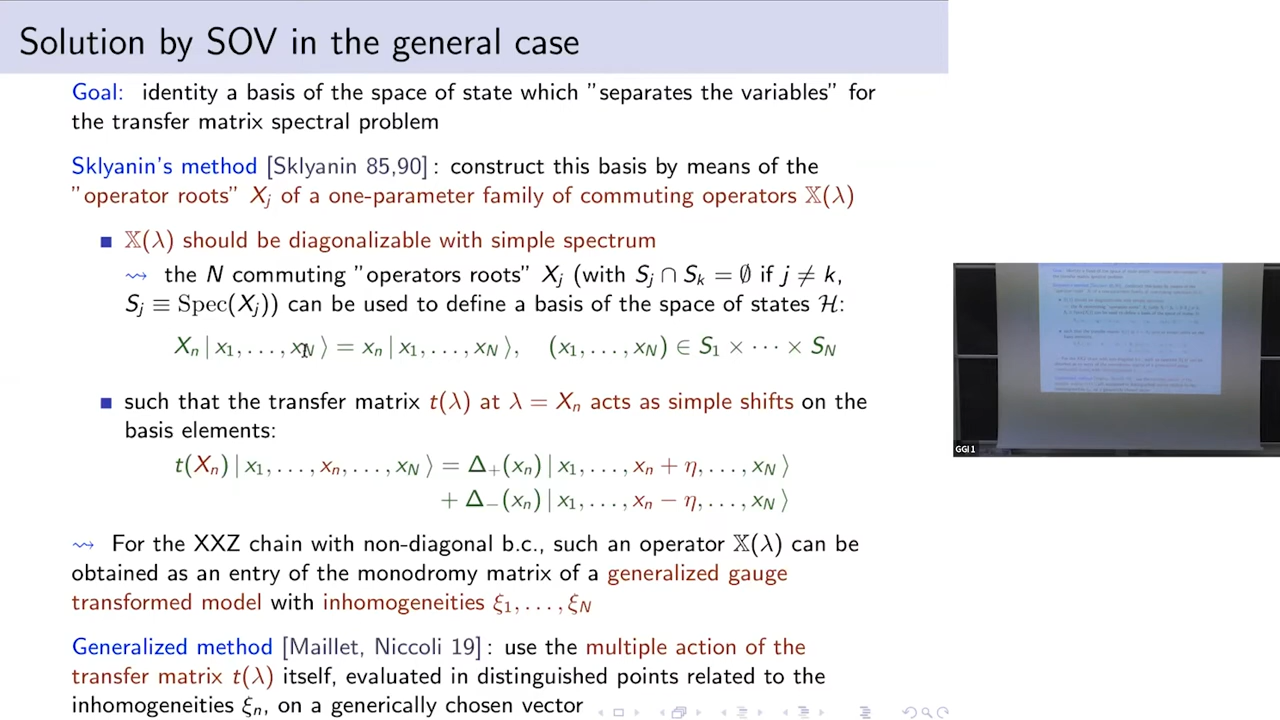 Solution by SOV in the general case
Goal: identity a basis of the space of state which "separates the variables" for
the transfer matrix spectral problem
Sklyanin's method [Sklyanin 85,90] : construct this basis by means of the
"operator roots" X_j of a one-parameter family of commuting operators 𝕏(λ)
■ 𝕏(λ) should be diagonalizable with simple spectrum
⇝ the N commuting "operators roots" X_j (with S_j ∩ S_k = ∅ if j ≠ k,
S_j ≡ Spec(X_j)) can be used to define a basis of the space of states ℋ:
X_n | x_1, . . . , x_N ⟩ = x_n | x_1, . . . , x_N ⟩, (x_1, . . . , x_N) ∈ S_1 × · · · × S_N
■ such that the transfer matrix t(λ) at λ = X_n acts as simple shifts on the
basis elements:
t(X_n) | x_1, . . . , x_n, . . . , x_N ⟩ = Δ_+(x_n) | x_1, . . . , x_n + η, . . . , x_N ⟩
+ Δ_−(x_n) | x_1, . . . , x_n − η, . . . , x_N ⟩
⇝ For the XXZ chain with non-diagonal b.c., such an operator 𝕏(λ) can be
obtained as an entry of the monodromy matrix of a generalized gauge
transformed model with inhomogeneities ξ_1, . . . , ξ_N
Generalized method [Maillet, Niccoli 19] : use the multiple action of the
transfer matrix t(λ) itself, evaluated in distinguished points related to the
inhomogeneities ξ_n, on a generically chosen vector
GGI 1